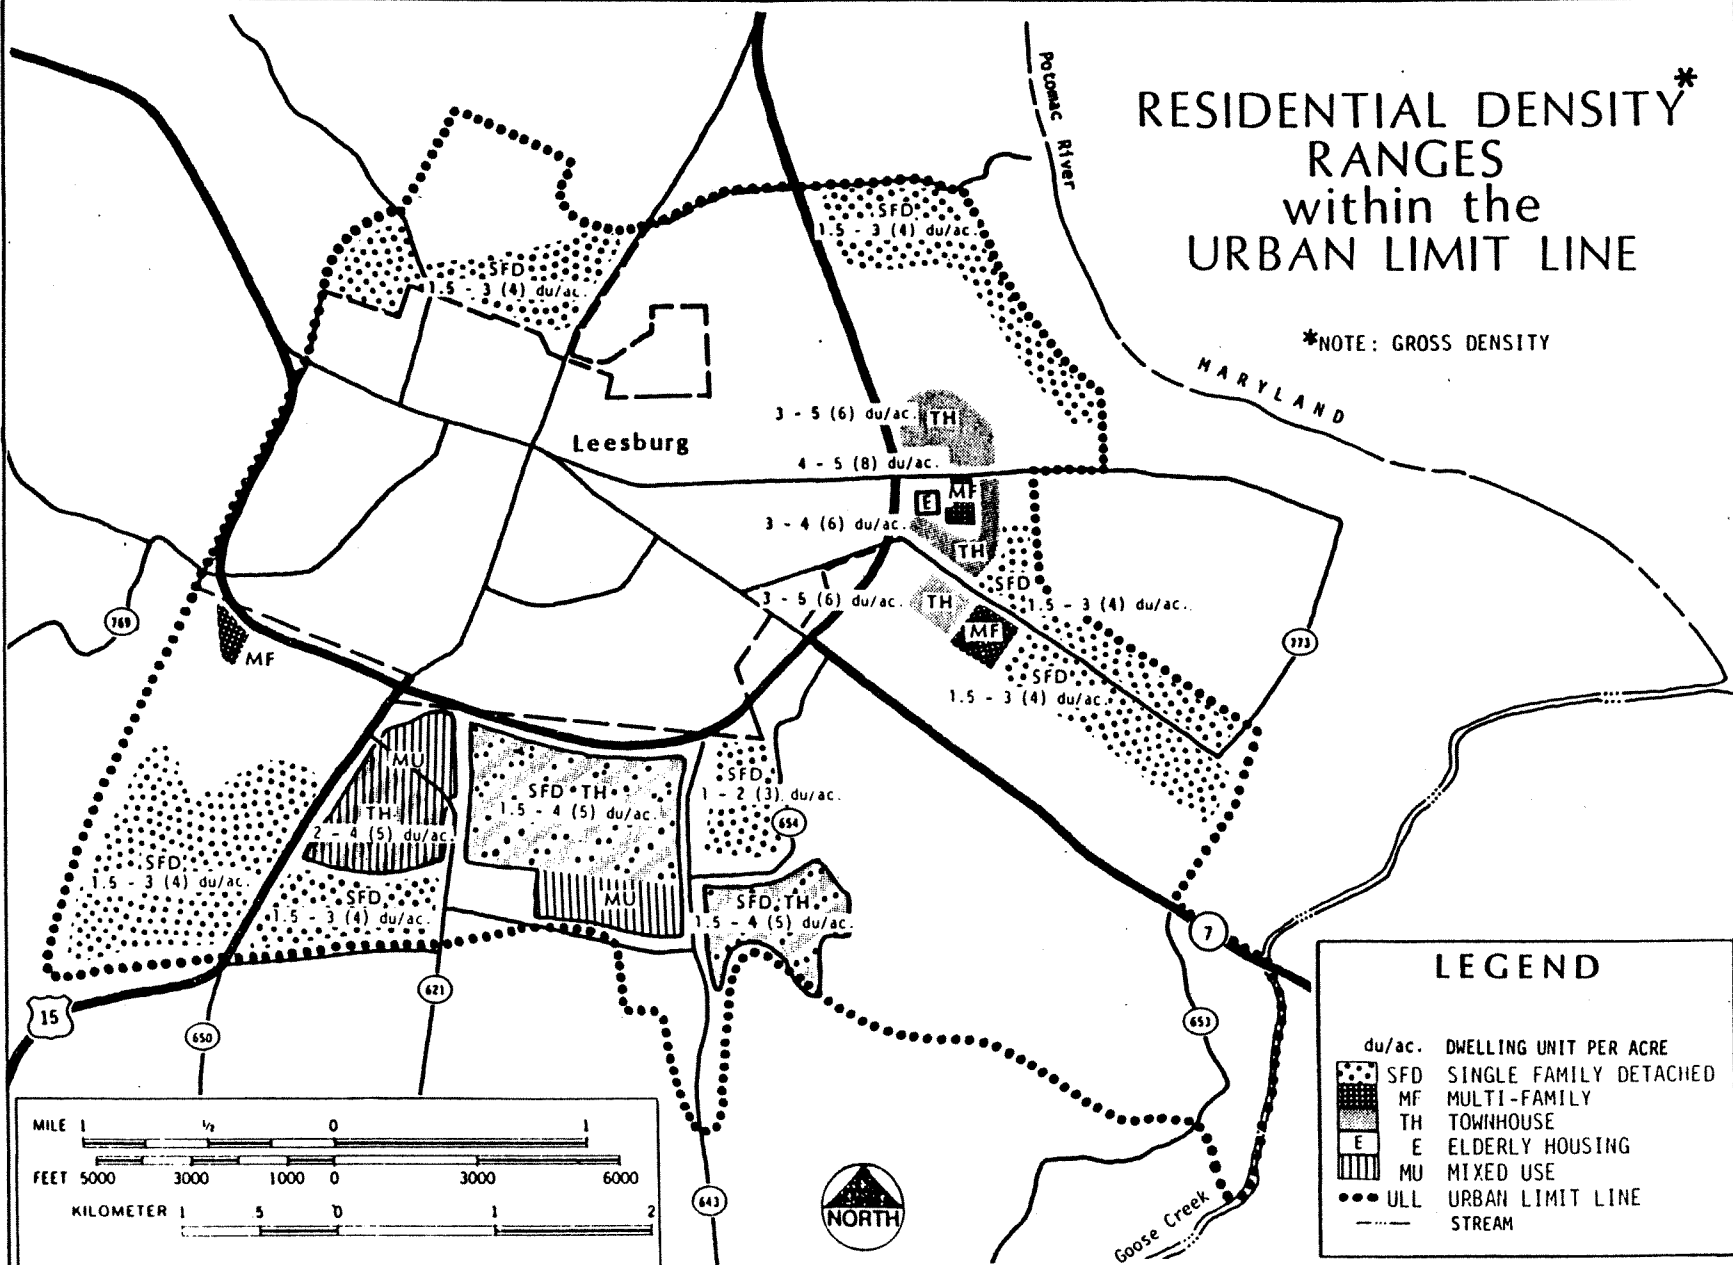 RESIDENTIAL DENSITY*
RANGES
within the
URBAN LIMIT LINE
*NOTE: GROSS DENSITY
Potomac River
MARYLAND
SFD
1.5 - 3 (4) du/ac.
SFD
1.5 - 3 (4) du/ac.
Leesburg
3 - 5 (6) du/ac.
TH
4 - 5 (8) du/ac.
MF
E
3 - 4 (6) du/ac.
TH
SFD
1.5 - 3 (4) du/ac.
3 - 5 (6) du/ac.
TH
MF
SFD
1.5 - 3 (4) du/ac.
769
773
MF
MU
TH
2 - 4 (5) du/ac.
SFD TH
1.5 - 4 (5) du/ac.
SFD
1 - 2 (3) du/ac.
654
SFD
1.5 - 3 (4) du/ac.
SFD
1.5 - 3 (4) du/ac.
MU
SFD TH
1.5 - 4 (5) du/ac.
7
15
650
621
653
643
Goose Creek
NORTH
MILE 1 1/2 0 1
FEET 5000 3000 1000 0 3000 6000
KILOMETER 1 .5 0 1 2
LEGEND
du/ac. DWELLING UNIT PER ACRE
SFD SINGLE FAMILY DETACHED
MF MULTI-FAMILY
TH TOWNHOUSE
E E ELDERLY HOUSING
MU MIXED USE
ULL URBAN LIMIT LINE
STREAM